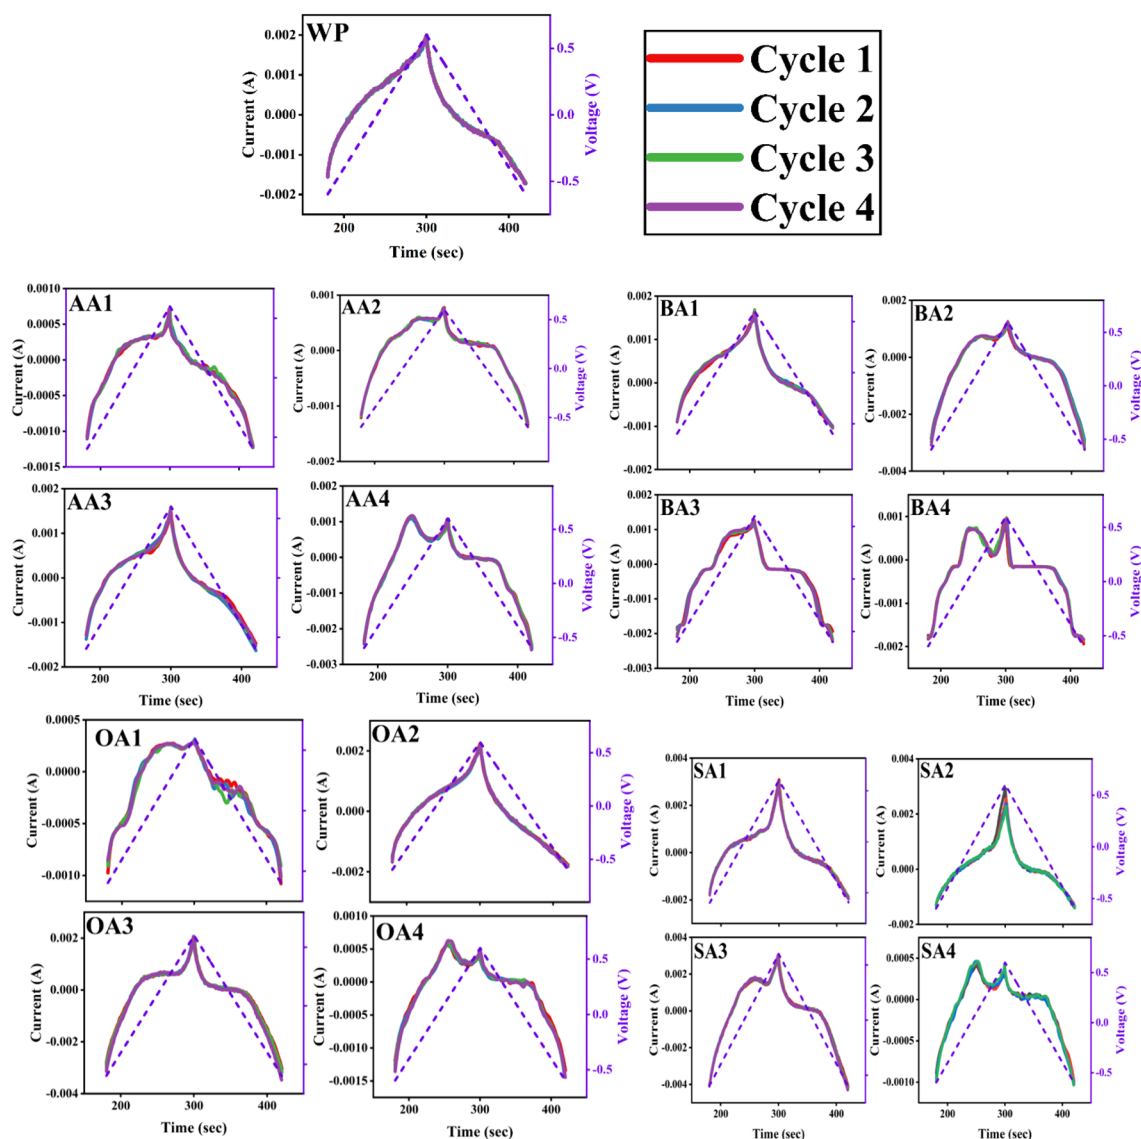 WP
Current (A)
0.002
0.001
0.000
-0.001
-0.002
0.5
0.0
-0.5
Voltage (V)
200
300
400
Time (sec)
Cycle 1
Cycle 2
Cycle 3
Cycle 4
AA1
Current (A)
0.0010
0.0005
0.0000
-0.0005
-0.0010
-0.0015
AA2
Current (A)
0.001
0.000
-0.001
-0.002
0.5
0.0
-0.5
Voltage (V)
BA1
Current (A)
0.002
0.001
0.000
-0.001
-0.002
BA2
Current (A)
0.002
0.000
-0.002
-0.004
0.5
0.0
-0.5
Voltage (V)
AA3
Current (A)
0.002
0.001
0.000
-0.001
-0.002
200
300
400
Time (sec)
AA4
Current (A)
0.002
0.001
0.000
-0.001
-0.002
-0.003
0.5
0.0
-0.5
Voltage (V)
200
300
400
Time (sec)
BA3
Current (A)
0.002
0.001
0.000
-0.001
-0.002
-0.003
200
300
400
Time (sec)
BA4
Current (A)
0.001
0.000
-0.001
-0.002
0.5
0.0
-0.5
Voltage (V)
200
300
400
Time (sec)
OA1
Current (A)
0.0005
0.0000
-0.0005
-0.0010
OA2
Current (A)
0.002
0.000
-0.002
0.5
0.0
-0.5
Voltage (V)
SA1
Current (A)
0.004
0.002
0.000
-0.002
SA2
Current (A)
0.004
0.002
0.000
-0.002
0.5
0.0
-0.5
Voltage (V)
OA3
Current (A)
0.002
0.000
-0.002
-0.004
200
300
400
Time (sec)
OA4
Current (A)
0.0010
0.0005
0.0000
-0.0005
-0.0010
-0.0015
0.5
0.0
-0.5
Voltage (V)
200
300
400
Time (sec)
SA3
Current (A)
0.004
0.002
0.000
-0.002
-0.004
200
300
400
Time (sec)
SA4
Current (A)
0.0005
0.0000
-0.0005
-0.0010
0.5
0.0
-0.5
Voltage (V)
200
300
400
Time (sec)